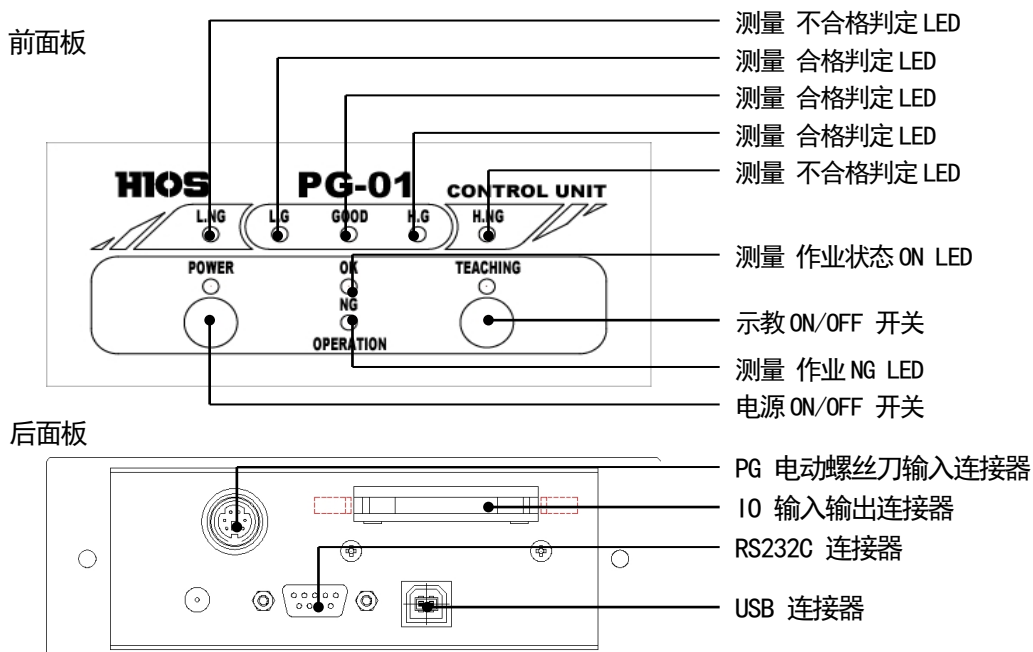 前面板
测量 不合格判定 LED
测量 合格判定 LED
测量 合格判定 LED
测量 合格判定 LED
测量 不合格判定 LED
HIOS PG-01 CONTROL UNIT
L.NG L.G GOOD H.G H.NG
POWER OK TEACHING
NG
OPERATION
测量 作业状态 ON LED
示教 ON/OFF 开关
测量 作业 NG LED
电源 ON/OFF 开关
后面板
PG 电动螺丝刀输入连接器
IO 输入输出连接器
RS232C 连接器
USB 连接器